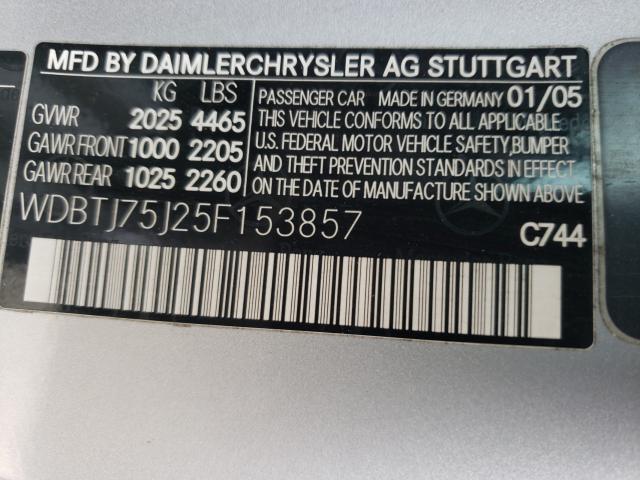 MFD BY DAIMLERCHRYSLER AG STUTTGART
KG LBS
GVWR 2025 4465
GAWR FRONT 1000 2205
GAWR REAR 1025 2260
PASSENGER CAR MADE IN GERMANY 01/05
THIS VEHICLE CONFORMS TO ALL APPLICABLE
U.S. FEDERAL MOTOR VEHICLE SAFETY, BUMPER
AND THEFT PREVENTION STANDARDS IN EFFECT
ON THE DATE OF MANUFACTURE SHOWN ABOVE
WDBTJ75J25F153857
C744